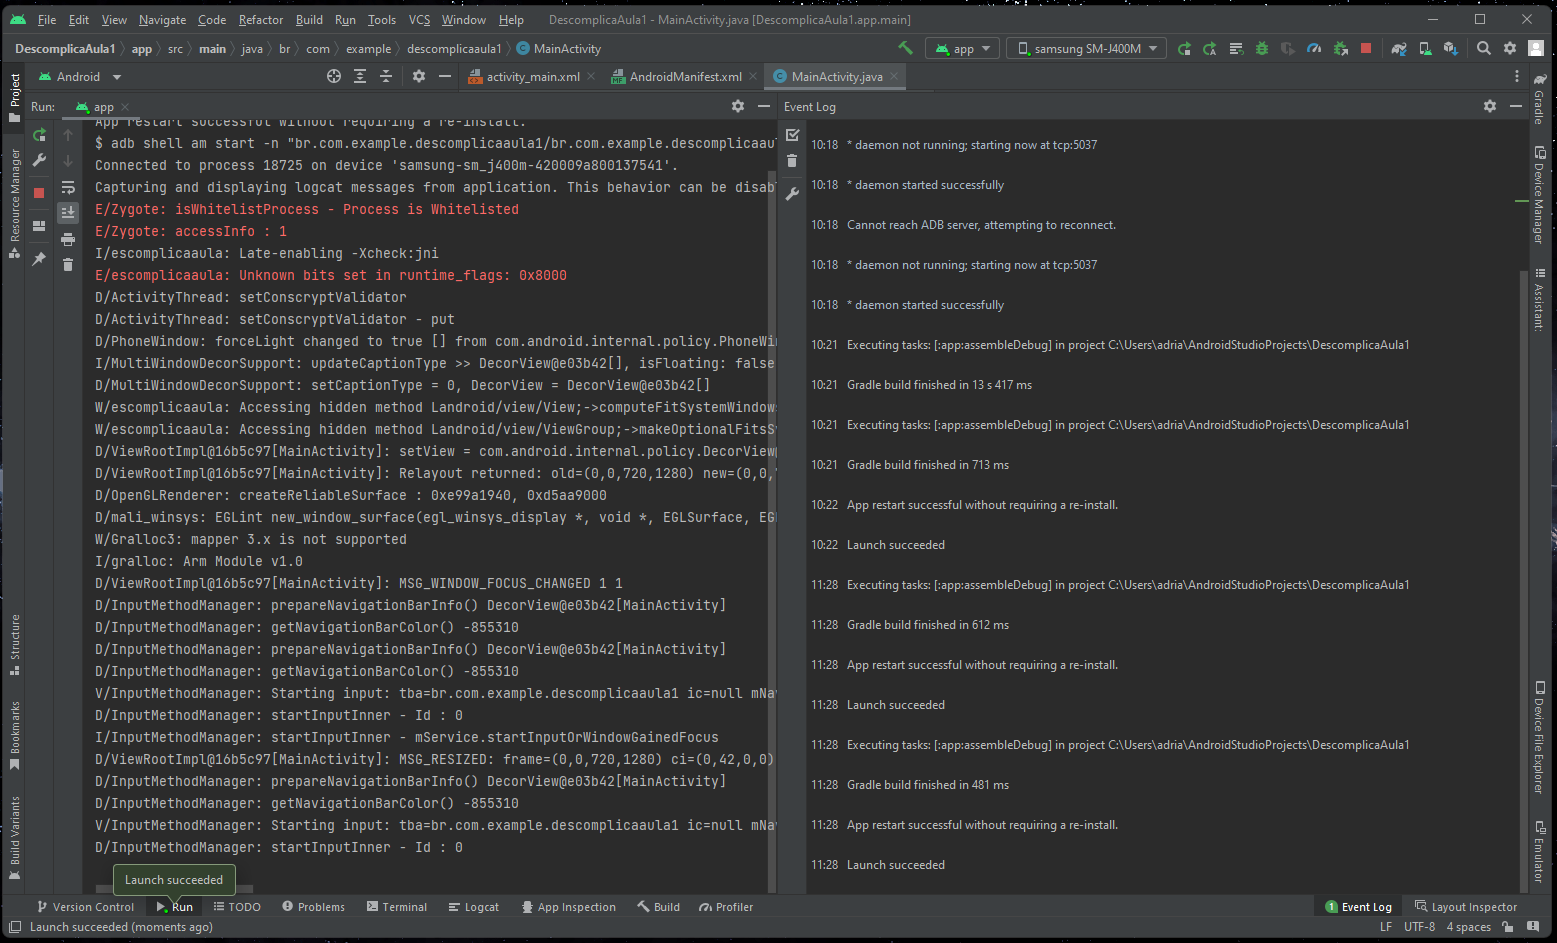 File Edit View Navigate Code Refactor Build Run Tools VCS Window Help DescomplicaAula1 - MainActivity.java [DescomplicaAula1.app.main]
DescomplicaAula1 app src main java br com example descomplicaaula1 MainActivity app samsung SM-J400M
Android activity_main.xml AndroidManifest.xml MainActivity.java
Run: app Event Log
App restart successful without requiring a re-install.
$ adb shell am start -n "br.com.example.descomplicaaula1/br.com.example.descomplicaau
Connected to process 18725 on device 'samsung-sm_j400m-420009a800137541'.
Capturing and displaying logcat messages from application. This behavior can be disab
E/Zygote: isWhitelistProcess - Process is Whitelisted
E/Zygote: accessInfo : 1
I/escomplicaaula: Late-enabling -Xcheck:jni
E/escomplicaaula: Unknown bits set in runtime_flags: 0x8000
D/ActivityThread: setConscryptValidator
D/ActivityThread: setConscryptValidator - put
D/PhoneWindow: forceLight changed to true [] from com.android.internal.policy.PhoneWi
I/MultiWindowDecorSupport: updateCaptionType >> DecorView@e03b42[], isFloating: false
D/MultiWindowDecorSupport: setCaptionType = 0, DecorView = DecorView@e03b42[]
W/escomplicaaula: Accessing hidden method Landroid/view/View;->computeFitSystemWindow
W/escomplicaaula: Accessing hidden method Landroid/view/ViewGroup;->makeOptionalFitsS
D/ViewRootImpl@16b5c97[MainActivity]: setView = com.android.internal.policy.DecorView@
D/ViewRootImpl@16b5c97[MainActivity]: Relayout returned: old=(0,0,720,1280) new=(0,0,
D/OpenGLRenderer: createReliableSurface : 0xe99a1940, 0xd5aa9000
D/mali_winsys: EGLint new_window_surface(egl_winsys_display *, void *, EGLSurface, EG
W/Gralloc3: mapper 3.x is not supported
I/gralloc: Arm Module v1.0
D/ViewRootImpl@16b5c97[MainActivity]: MSG_WINDOW_FOCUS_CHANGED 1 1
D/InputMethodManager: prepareNavigationBarInfo() DecorView@e03b42[MainActivity]
D/InputMethodManager: getNavigationBarColor() -855310
D/InputMethodManager: prepareNavigationBarInfo() DecorView@e03b42[MainActivity]
D/InputMethodManager: getNavigationBarColor() -855310
V/InputMethodManager: Starting input: tba=br.com.example.descomplicaaula1 ic=null mNa
D/InputMethodManager: startInputInner - Id : 0
I/InputMethodManager: startInputInner - mService.startInputOrWindowGainedFocus
D/ViewRootImpl@16b5c97[MainActivity]: MSG_RESIZED: frame=(0,0,720,1280) ci=(0,42,0,0)
D/InputMethodManager: prepareNavigationBarInfo() DecorView@e03b42[MainActivity]
D/InputMethodManager: getNavigationBarColor() -855310
V/InputMethodManager: Starting input: tba=br.com.example.descomplicaaula1 ic=null mNa
D/InputMethodManager: startInputInner - Id : 0
10:18 * daemon not running; starting now at tcp:5037
10:18 * daemon started successfully
10:18 Cannot reach ADB server, attempting to reconnect.
10:18 * daemon not running; starting now at tcp:5037
10:18 * daemon started successfully
10:21 Executing tasks: [:app:assembleDebug] in project C:\Users\adria\AndroidStudioProjects\DescomplicaAula1
10:21 Gradle build finished in 13 s 417 ms
10:21 Executing tasks: [:app:assembleDebug] in project C:\Users\adria\AndroidStudioProjects\DescomplicaAula1
10:21 Gradle build finished in 713 ms
10:22 App restart successful without requiring a re-install.
10:22 Launch succeeded
11:28 Executing tasks: [:app:assembleDebug] in project C:\Users\adria\AndroidStudioProjects\DescomplicaAula1
11:28 Gradle build finished in 612 ms
11:28 App restart successful without requiring a re-install.
11:28 Launch succeeded
11:28 Executing tasks: [:app:assembleDebug] in project C:\Users\adria\AndroidStudioProjects\DescomplicaAula1
11:28 Gradle build finished in 481 ms
11:28 App restart successful without requiring a re-install.
11:28 Launch succeeded
Project
Resource Manager
Structure
Bookmarks
Build Variants
Gradle
Device Manager
Assistant:
Device File Explorer
Emulator
Launch succeeded
Version Control Run TODO Problems Terminal Logcat App Inspection Build Profiler 1 Event Log Layout Inspector
Launch succeeded (moments ago) LF UTF-8 4 spaces